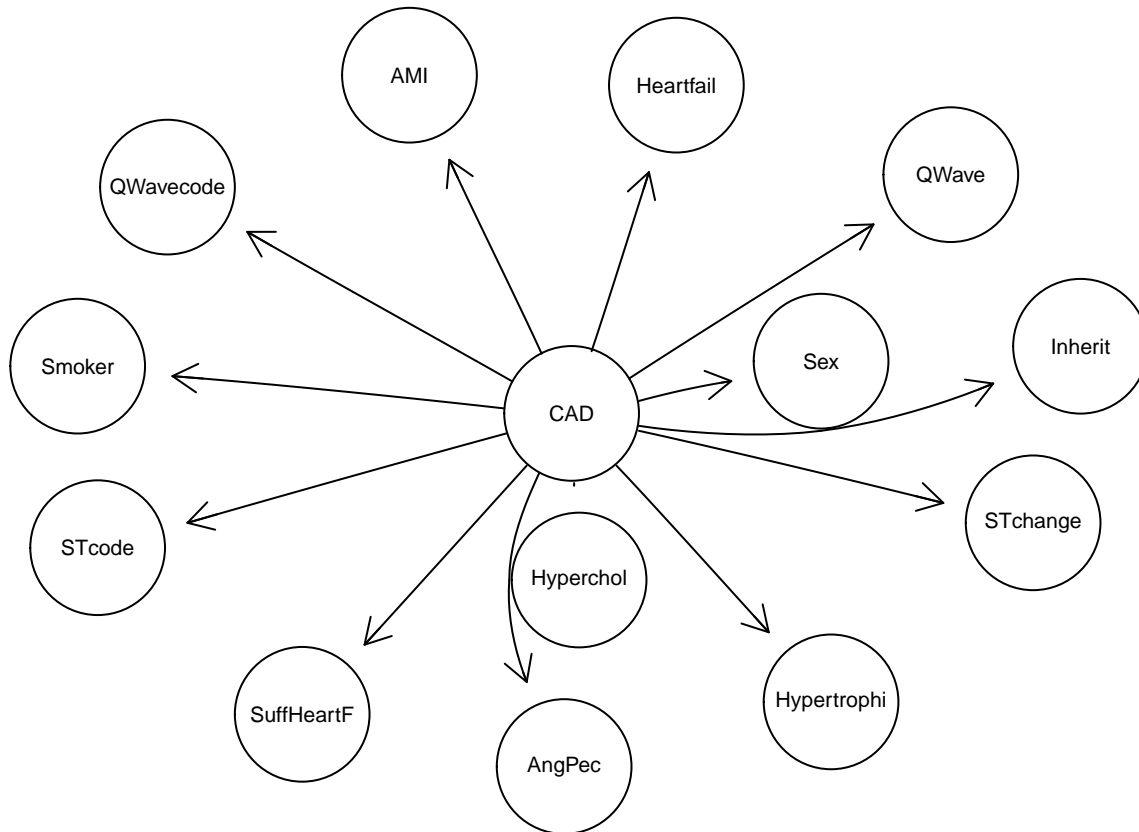 AMI
Heartfail
QWave
QWavecode
Inherit
Sex
Smoker
CAD
STchange
STcode
Hyperchol
Hypertrophi
SuffHeartF
AngPec